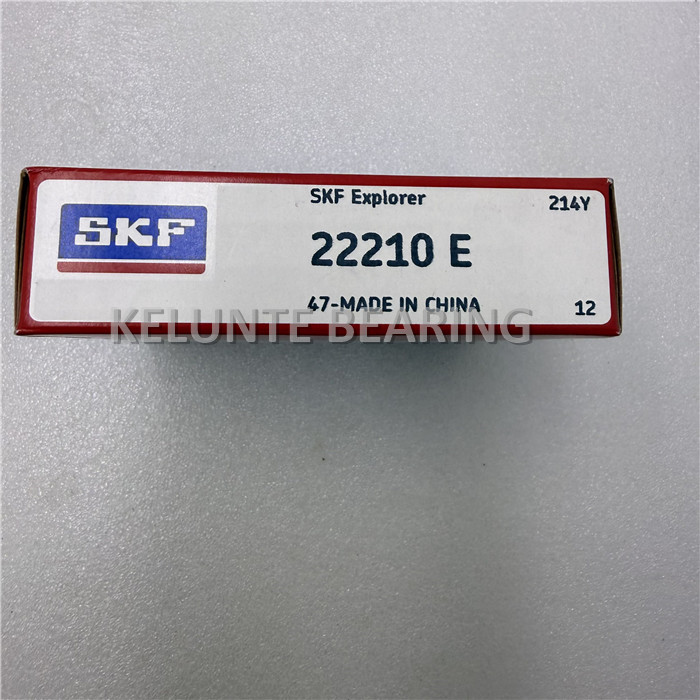 SKF
SKF Explorer
214Y
22210 E
47-MADE IN CHINA
12
KELUNTE BEARING